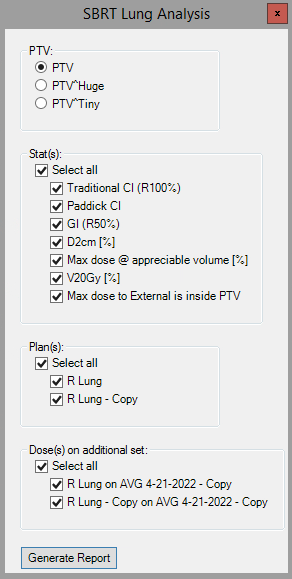 SBRT Lung Analysis
x
PTV:
PTV
PTV^Huge
PTV^Tiny
Stat(s):
Select all
Traditional CI (R100%)
Paddick CI
GI (R50%)
D2cm [%]
Max dose @ appreciable volume [%]
V20Gy [%]
Max dose to External is inside PTV
Plan(s):
Select all
R Lung
R Lung - Copy
Dose(s) on additional set:
Select all
R Lung on AVG 4-21-2022 - Copy
R Lung - Copy on AVG 4-21-2022 - Copy
Generate Report